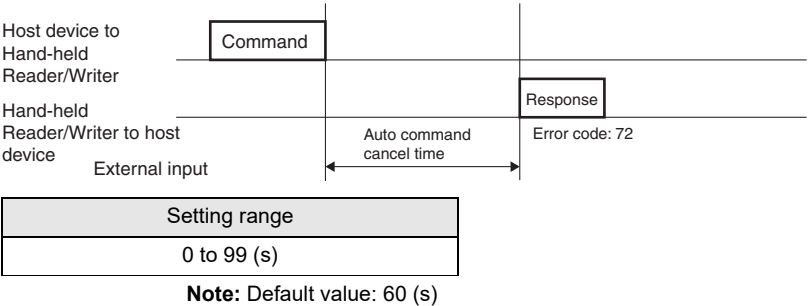 Host device to
Hand-held
Reader/Writer
Command
Hand-held
Reader/Writer to host
device
Response
Auto command
cancel time
Error code: 72
External input
Setting range
0 to 99 (s)
Note: Default value: 60 (s)